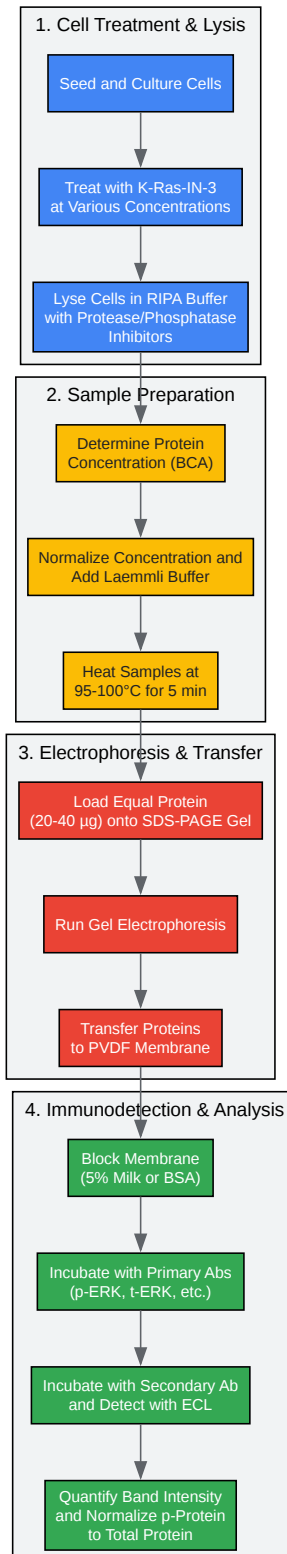 1. Cell Treatment & Lysis
Seed and Culture Cells
Treat with K-Ras-IN-3
at Various Concentrations
Lyse Cells in RIPA Buffer
with Protease/Phosphatase
Inhibitors
2. Sample Preparation
Determine Protein
Concentration (BCA)
Normalize Concentration and
Add Laemmli Buffer
Heat Samples at
95-100°C for 5 min
3. Electrophoresis & Transfer
Load Equal Protein
(20-40 µg) onto SDS-PAGE Gel
Run Gel Electrophoresis
Transfer Proteins
to PVDF Membrane
4. Immunodetection & Analysis
Block Membrane
(5% Milk or BSA)
Incubate with Primary Abs
(p-ERK, t-ERK, etc.)
Incubate with Secondary Ab
and Detect with ECL
Quantify Band Intensity
and Normalize p-Protein
to Total Protein